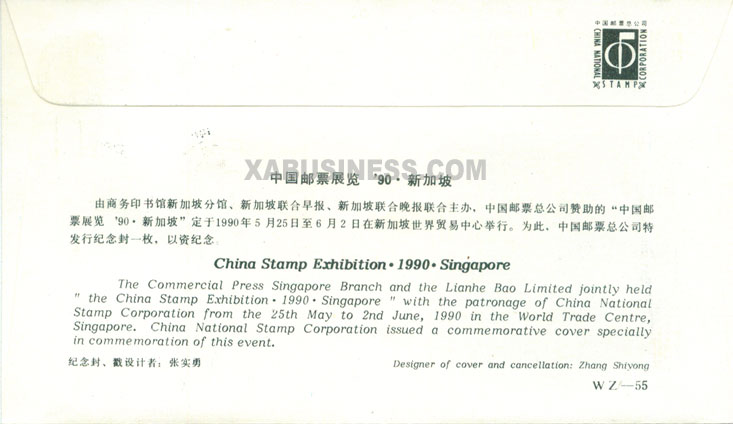 中国邮票总公司
CHINA NATIONAL
STAMP
CORPORATION
XABUSINESS.COM
中国邮票展览 '90·新加坡
由商务印书馆新加坡分馆、新加坡联合早报、新加坡联合晚报联合主办，中国邮票总公司赞助的“中国邮
票展览 '90·新加坡”定于1990年5月25日至6月2日在新加坡世界贸易中心举行。为此，中国邮票总公司特
发行纪念封一枚，以资纪念。
China Stamp Exhibition·1990·Singapore
The Commercial Press Singapore Branch and the Lianhe Bao Limited jointly held
" the China Stamp Exhibition·1990·Singapore " with the patronage of China National
Stamp Corporation from the 25th May to 2nd June, 1990 in the World Trade Centre,
Singapore. China National Stamp Corporation issued a commemorative cover specially
in commemoration of this event.
纪念封、戳设计者：张实勇
Designer of cover and cancellation: Zhang Shiyong
WZ—55